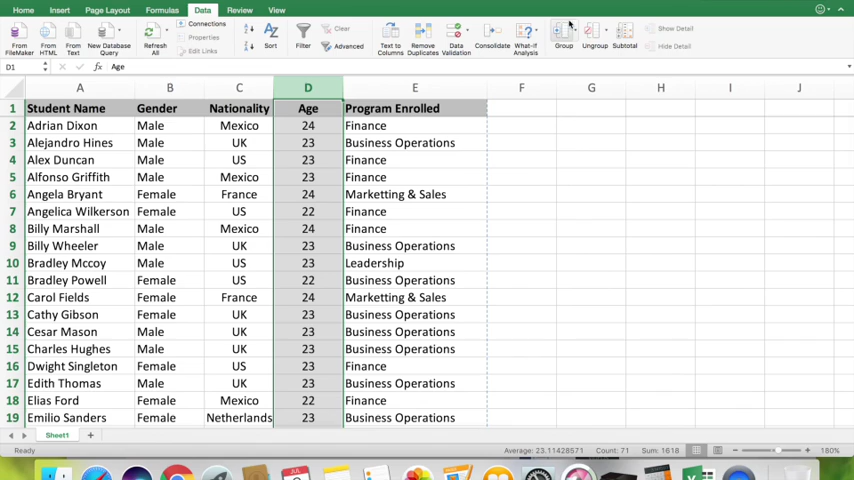 Home Insert Page Layout Formulas Data Review View
From FileMaker From HTML From Text New Database Query Refresh All Connections Properties Edit Links Sort Filter Clear Advanced Text to Columns Remove Duplicates Data Validation Consolidate What-if Analysis Group Ungroup Subtotal Show Detail Hide Detail
D1 fx Age
A B C D E F G H I J
1 Student Name Gender Nationality Age Program Enrolled
2 Adrian Dixon Male Mexico 24 Finance
3 Alejandro Hines Male UK 23 Business Operations
4 Alex Duncan Male US 23 Finance
5 Alfonso Griffith Male Mexico 23 Finance
6 Angela Bryant Female France 24 Marketting & Sales
7 Angelica Wilkerson Female US 22 Finance
8 Billy Marshall Male Mexico 24 Finance
9 Billy Wheeler Male UK 23 Business Operations
10 Bradley Mccoy Male US 23 Leadership
11 Bradley Powell Female US 22 Business Operations
12 Carol Fields Female France 24 Marketting & Sales
13 Cathy Gibson Female UK 23 Business Operations
14 Cesar Mason Male UK 23 Business Operations
15 Charles Hughes Male UK 23 Business Operations
16 Dwight Singleton Female US 23 Finance
17 Edith Thomas Male UK 23 Business Operations
18 Elias Ford Female Mexico 22 Finance
19 Emilio Sanders Female Netherlands 23 Business Operations
Sheet1
Ready Average: 23.11428571 Count: 71 Sum: 1618 180%